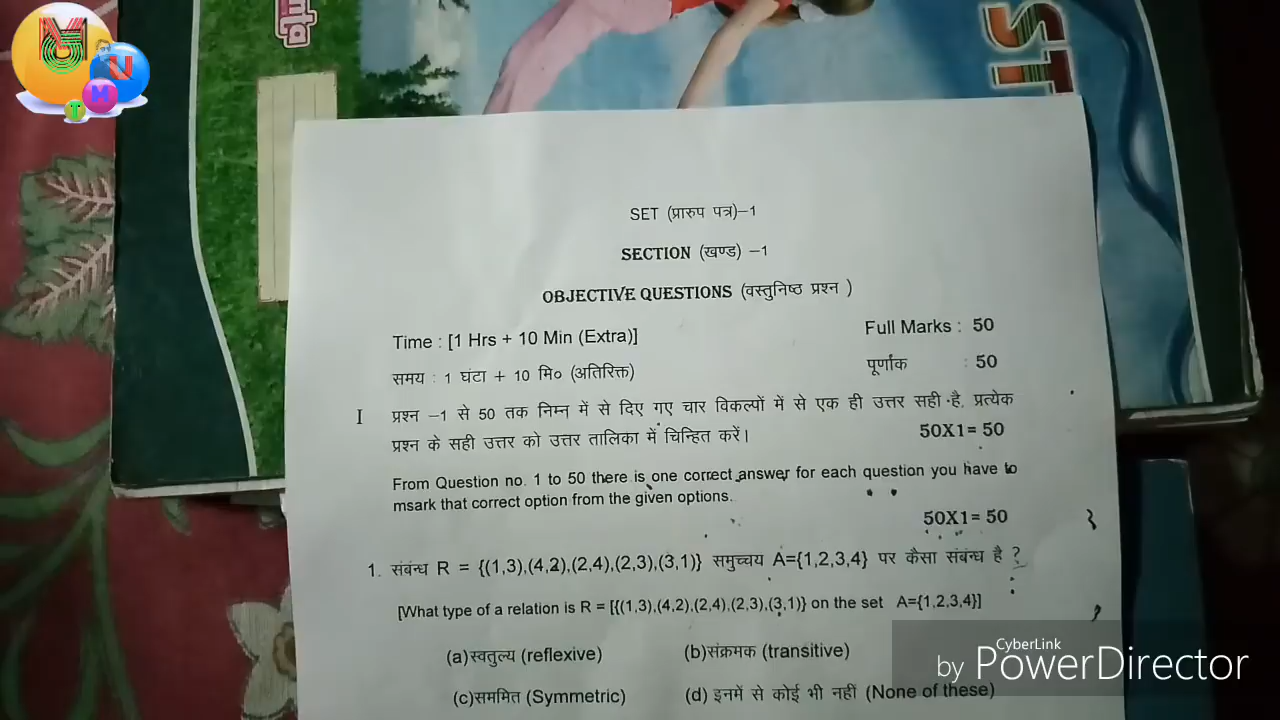 SET (प्रारुप पत्र)–1
SECTION (खण्ड) –1
OBJECTIVE QUESTIONS (वस्तुनिष्ठ प्रश्न )
Time : [1 Hrs + 10 Min (Extra)] Full Marks : 50
समय : 1 घंटा + 10 मि० (अतिरिक्त) पूर्णांक : 50
I प्रश्न –1 से 50 तक निम्न में से दिए गए चार विकल्पों में से एक ही उत्तर सही है, प्रत्येक
प्रश्न के सही उत्तर को उत्तर तालिका में चिन्हित करें। 50X1= 50
From Question no. 1 to 50 there is one correct answer for each question you have to
msark that correct option from the given options.
50X1= 50
1. संबंन्ध R = {(1,3),(4,2),(2,4),(2,3),(3,1)} समुच्चय A={1,2,3,4} पर कैसा संबंन्ध है ?
[What type of a relation is R = [{(1,3),(4,2),(2,4),(2,3),(3,1)} on the set A={1,2,3,4}]
(a)स्वतुल्य (reflexive) (b)संक्रमक (transitive)
(c)सममित (Symmetric) (d) इनमें से कोई भी नहीं (None of these)
CyberLink
by PowerDirector
M
U
T
M